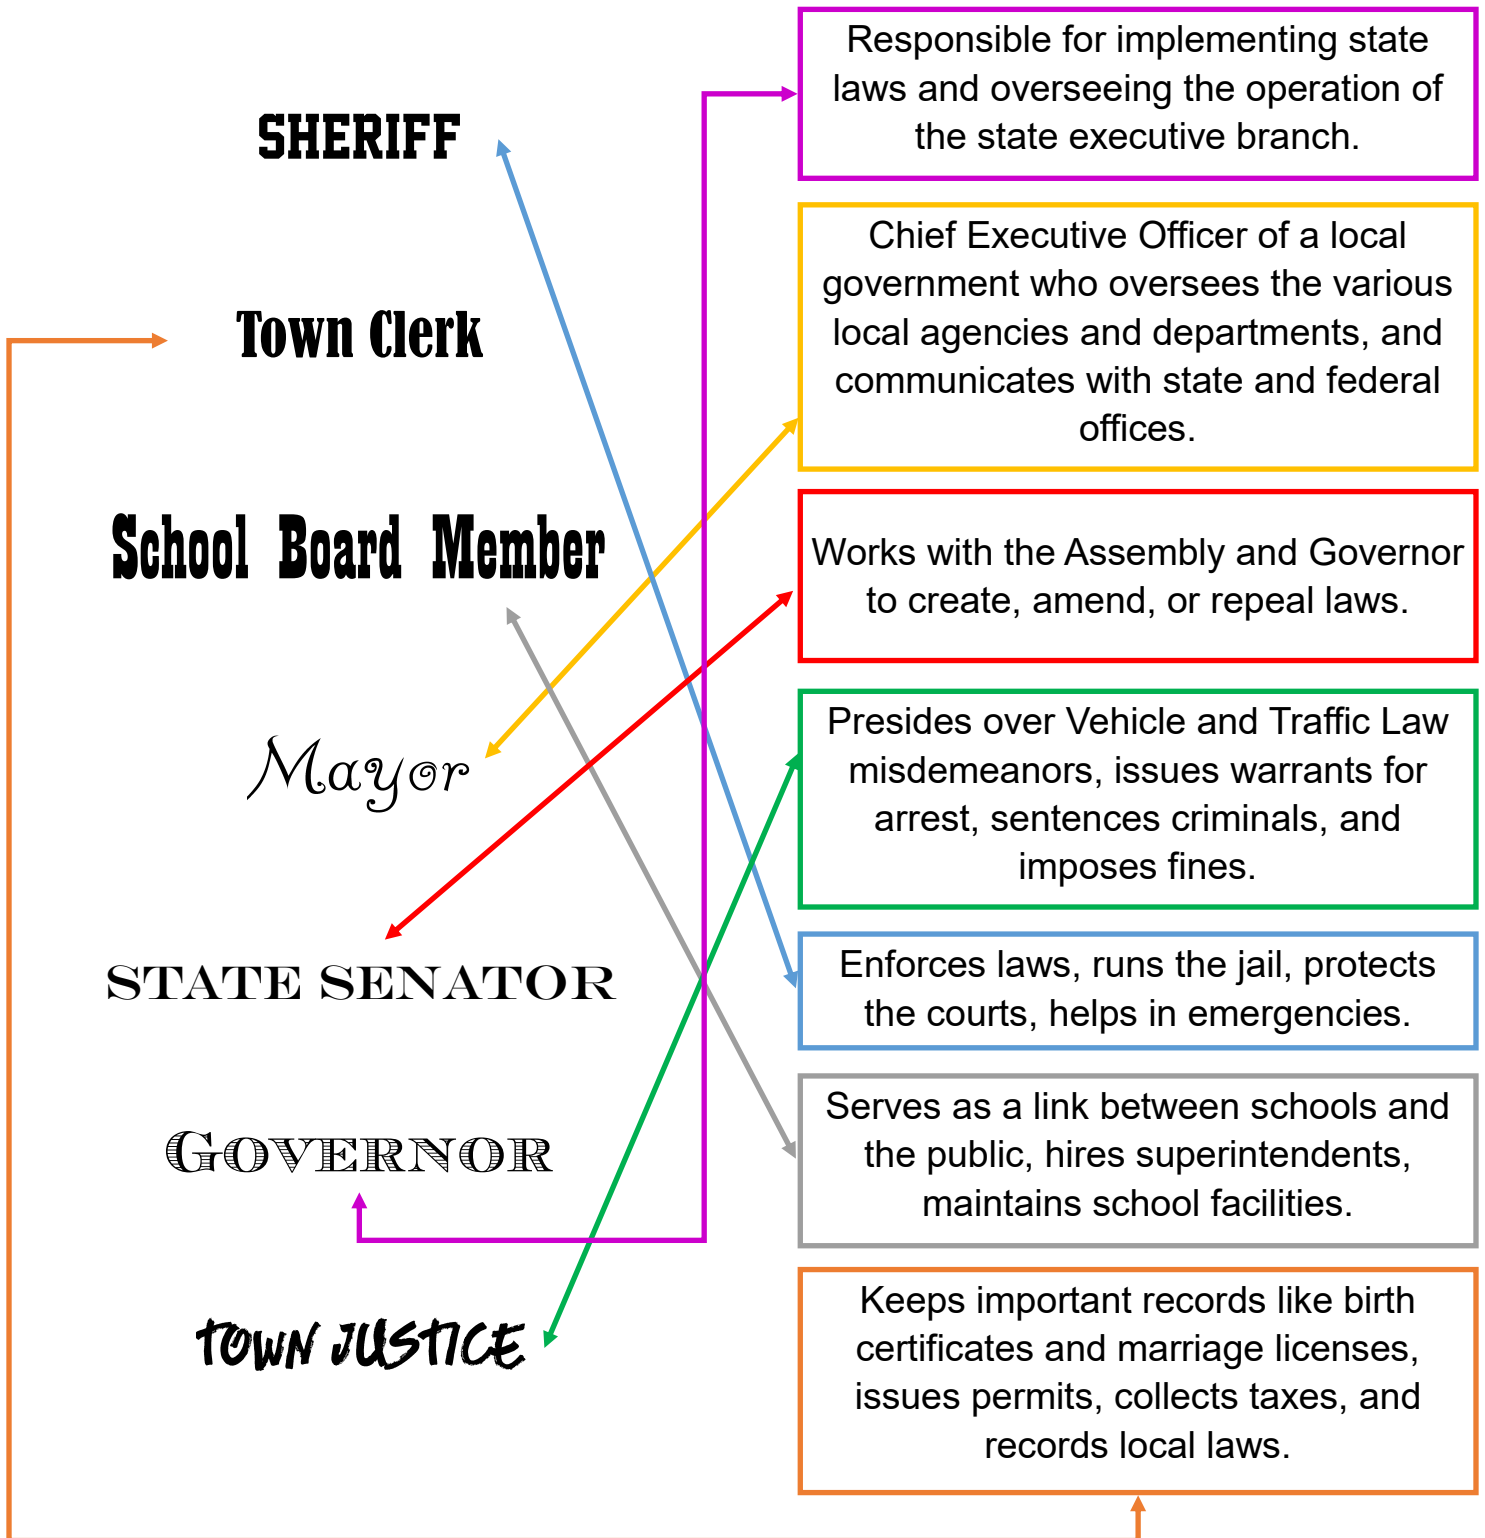 SHERIFF
Town Clerk
School Board Member
Mayor
STATE SENATOR
GOVERNOR
TOWN JUSTICE
Responsible for implementing state
laws and overseeing the operation of
the state executive branch.
Chief Executive Officer of a local
government who oversees the various
local agencies and departments, and
communicates with state and federal
offices.
Works with the Assembly and Governor
to create, amend, or repeal laws.
Presides over Vehicle and Traffic Law
misdemeanors, issues warrants for
arrest, sentences criminals, and
imposes fines.
Enforces laws, runs the jail, protects
the courts, helps in emergencies.
Serves as a link between schools and
the public, hires superintendents,
maintains school facilities.
Keeps important records like birth
certificates and marriage licenses,
issues permits, collects taxes, and
records local laws.